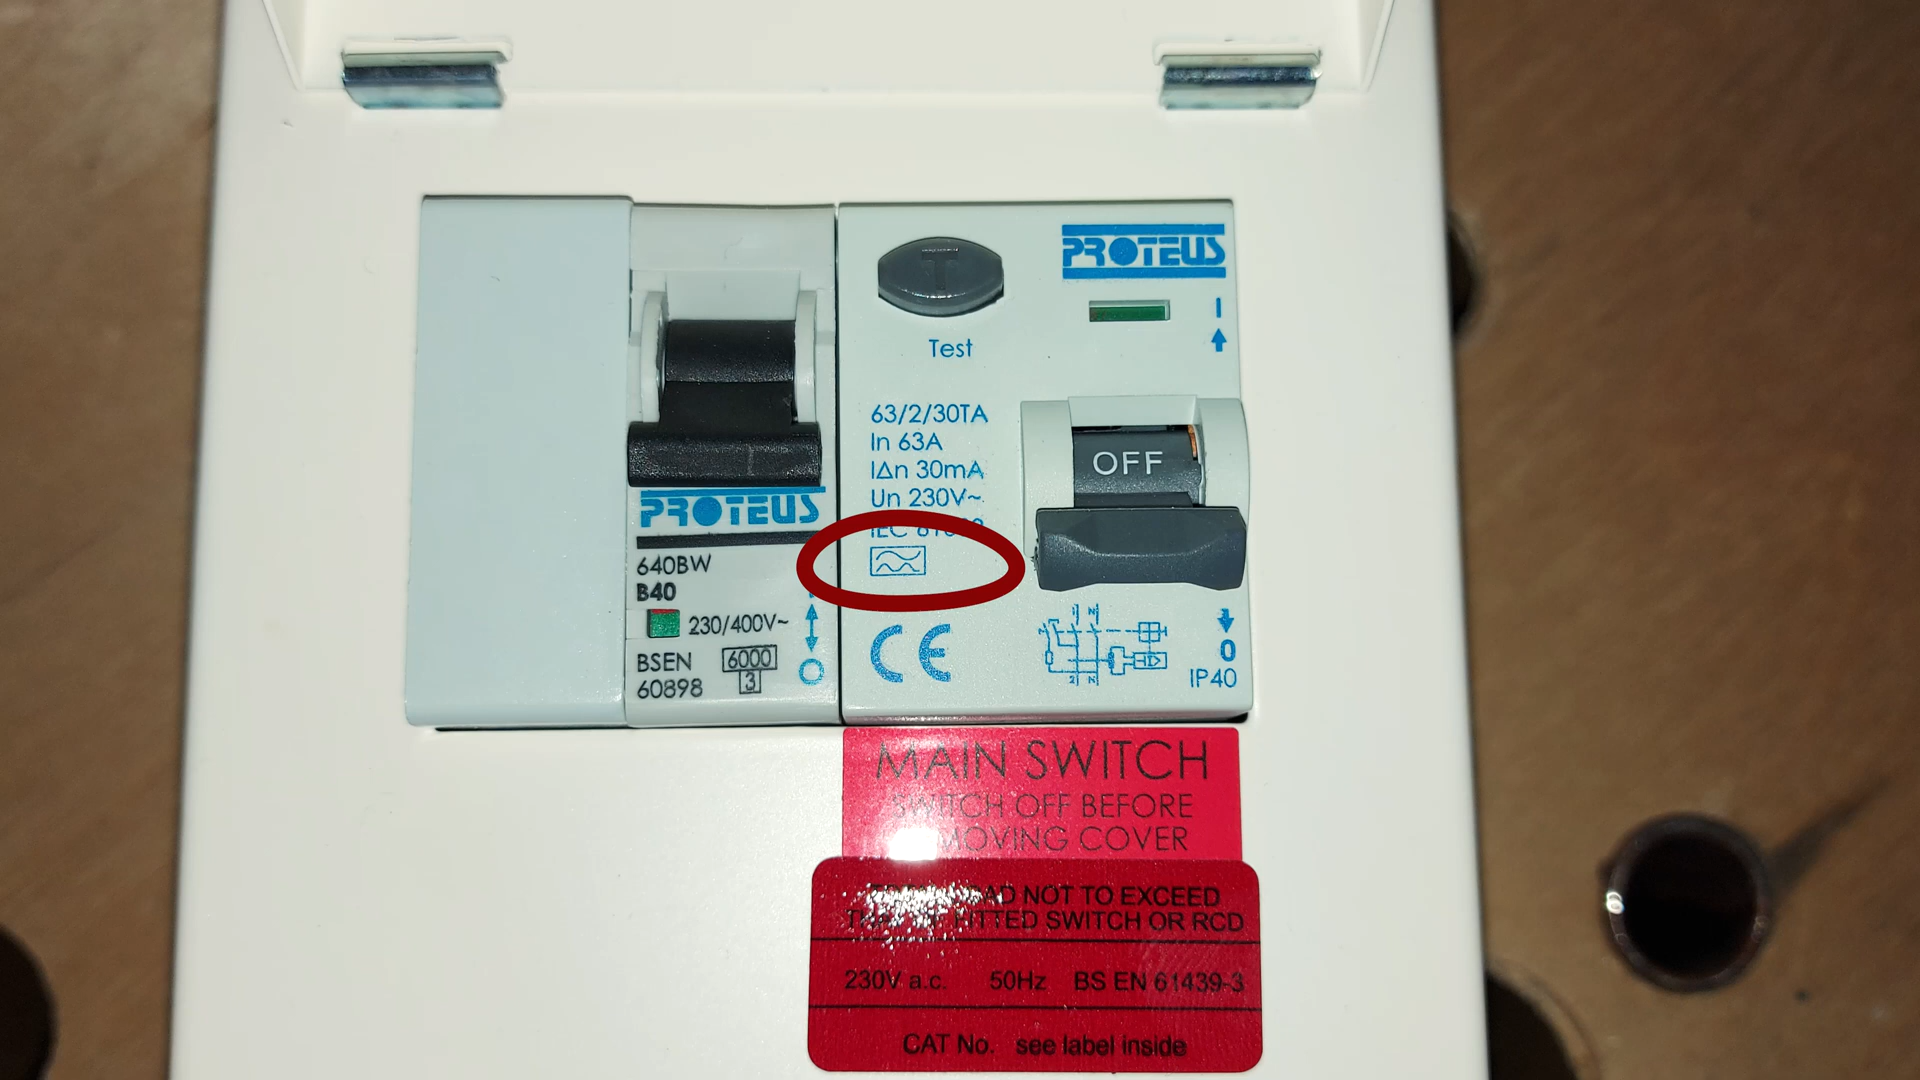 PROTEUS
640BW
B40
230/400V~
BSEN
60898
6000
3
T
PROTEUS
I
Test
63/2/30TA
In 63A
IΔn 30mA
Un 230V~
IEC
OFF
CE
O
IP40
MAIN SWITCH
SWITCH OFF BEFORE
MOVING COVER
NOT TO EXCEED
FITTED SWITCH OR RCD
230V a.c. 50Hz BS EN 61439-3
CAT No. see label inside